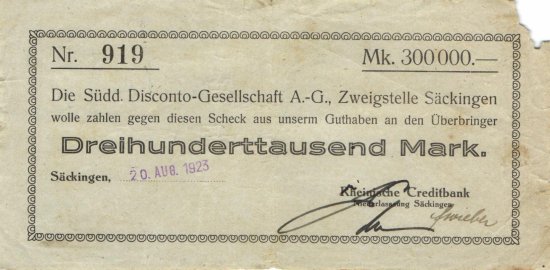 Nr. 919 Mk. 300000.—
Die Südd. Disconto-Gesellschaft A.-G., Zweigstelle Säckingen
wolle zahlen gegen diesen Scheck aus unserm Guthaben an den Überbringer
Dreihunderttausend Mark.
Säckingen, 20. AUG. 1923
Rheinische Creditbank
Niederlassung Säckingen